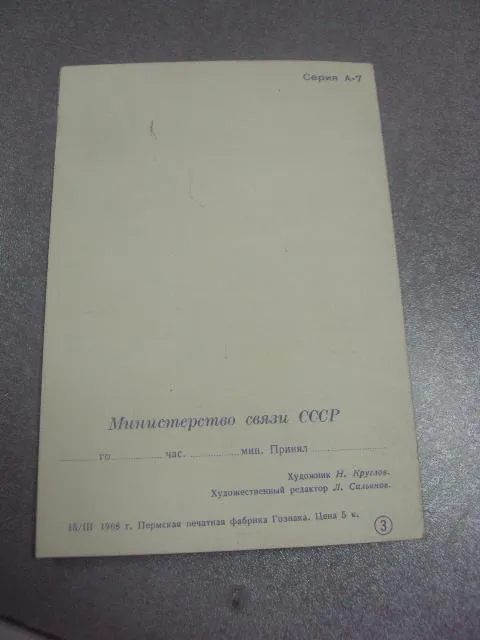 Серия А-7
Министерство связи СССР
го час. мин. Принял
Художник Н. Круглов.
Художественный редактор Л. Сильянов.
15/III 1968 г. Пермская печатная фабрика Гознака. Цена 5 к.
3